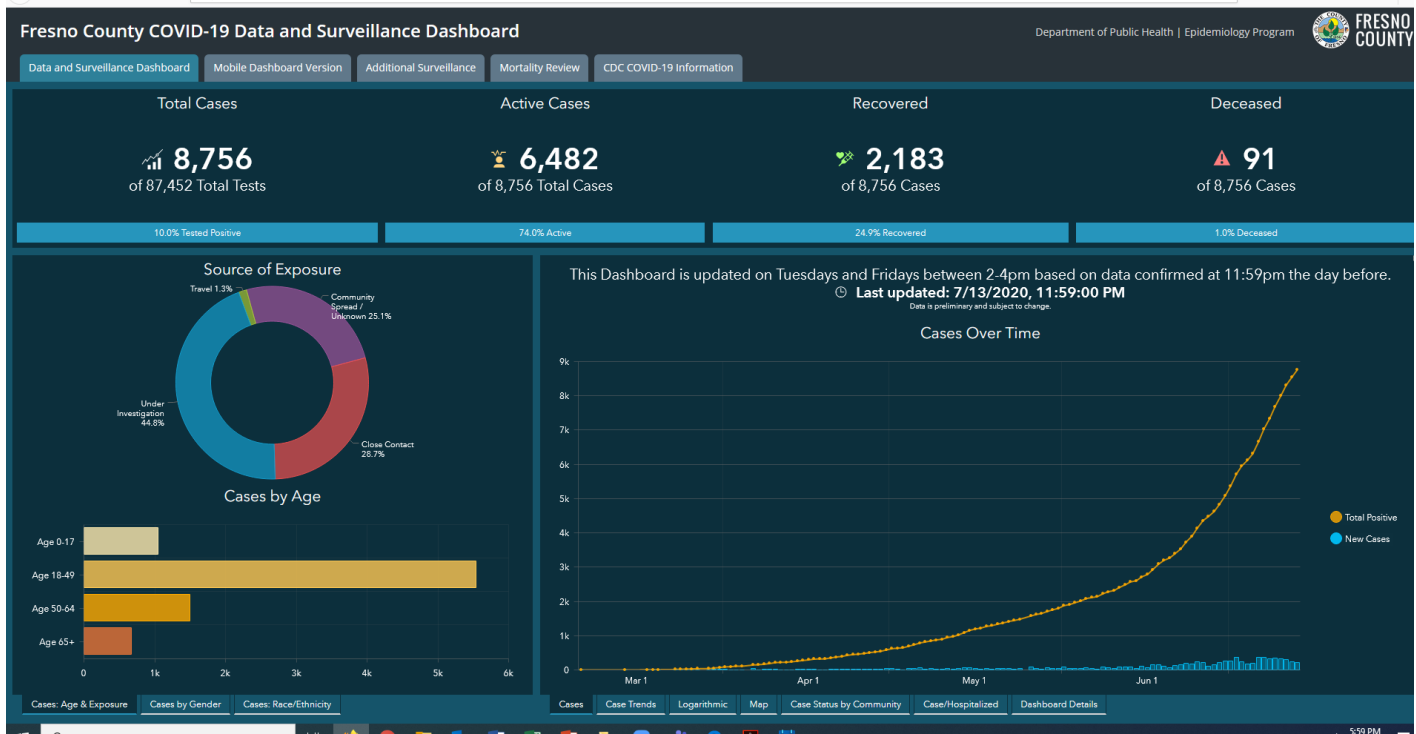 Fresno County COVID-19 Data and Surveillance Dashboard
Department of Public Health | Epidemiology Program
FRESNO
COUNTY
Data and Surveillance Dashboard
Mobile Dashboard Version
Additional Surveillance
Mortality Review
CDC COVID-19 Information
Total Cases
8,756
of 87,452 Total Tests
10.0% Tested Positive
Active Cases
6,482
of 8,756 Total Cases
74.0% Active
Recovered
2,183
of 8,756 Cases
24.9% Recovered
Deceased
91
of 8,756 Cases
1.0% Deceased
Source of Exposure
Travel 1.3%
Community
Spread /
Unknown 25.1%
Under
Investigation
44.8%
Close Contact
28.7%
Cases by Age
Age 0-17
Age 18-49
Age 50-64
Age 65+
0 1k 2k 3k 4k 5k 6k
Cases: Age & Exposure
Cases by Gender
Cases: Race/Ethnicity
This Dashboard is updated on Tuesdays and Fridays between 2-4pm based on data confirmed at 11:59pm the day before.
Last updated: 7/13/2020, 11:59:00 PM
Data is preliminary and subject to change.
Cases Over Time
9k
8k
7k
6k
5k
4k
3k
2k
1k
0
Mar 1 Apr 1 May 1 Jun 1
Total Positive
New Cases
Cases
Case Trends
Logarithmic
Map
Case Status by Community
Case/Hospitalized
Dashboard Details
5:59 PM